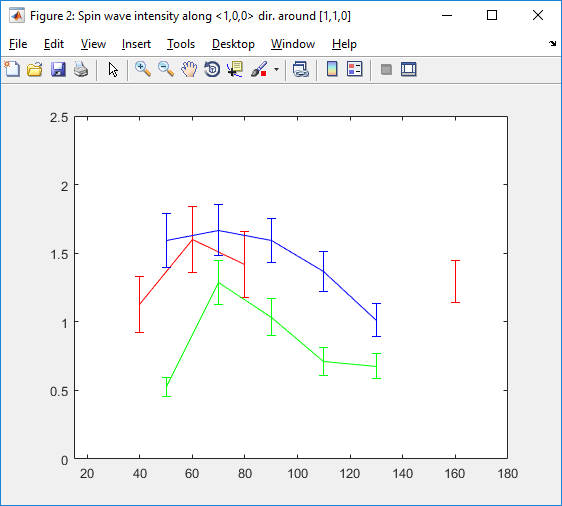 Figure 2: Spin wave intensity along <1,0,0> dir. around [1,1,0]
File Edit View Insert Tools Desktop Window Help
2.5
2
1.5
1
0.5
0
20 40 60 80 100 120 140 160 180